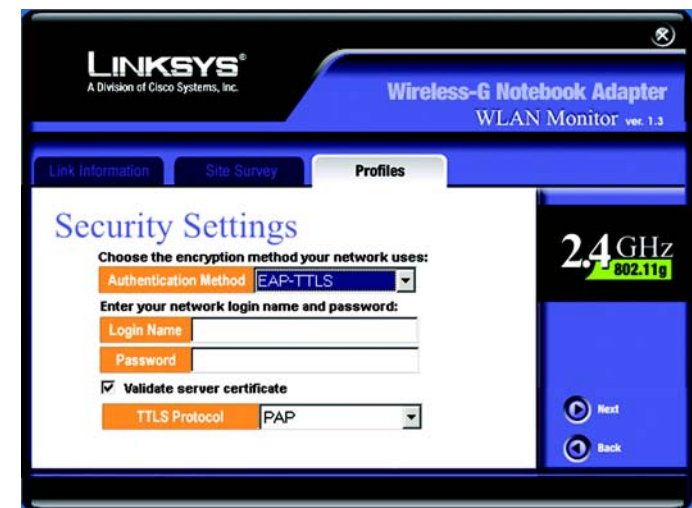 LINKSYS®
A Division of Cisco Systems, Inc.
Wireless-G Notebook Adapter
WLAN Monitor ver. 1.3
Link Information Site Survey Profiles
Security Settings
Choose the encryption method your network uses:
Authentication Method EAP-TTLS
Enter your network login name and password:
Login Name
Password
Validate server certificate
TTLS Protocol PAP
2.4 GHz
802.11g
Next
Back